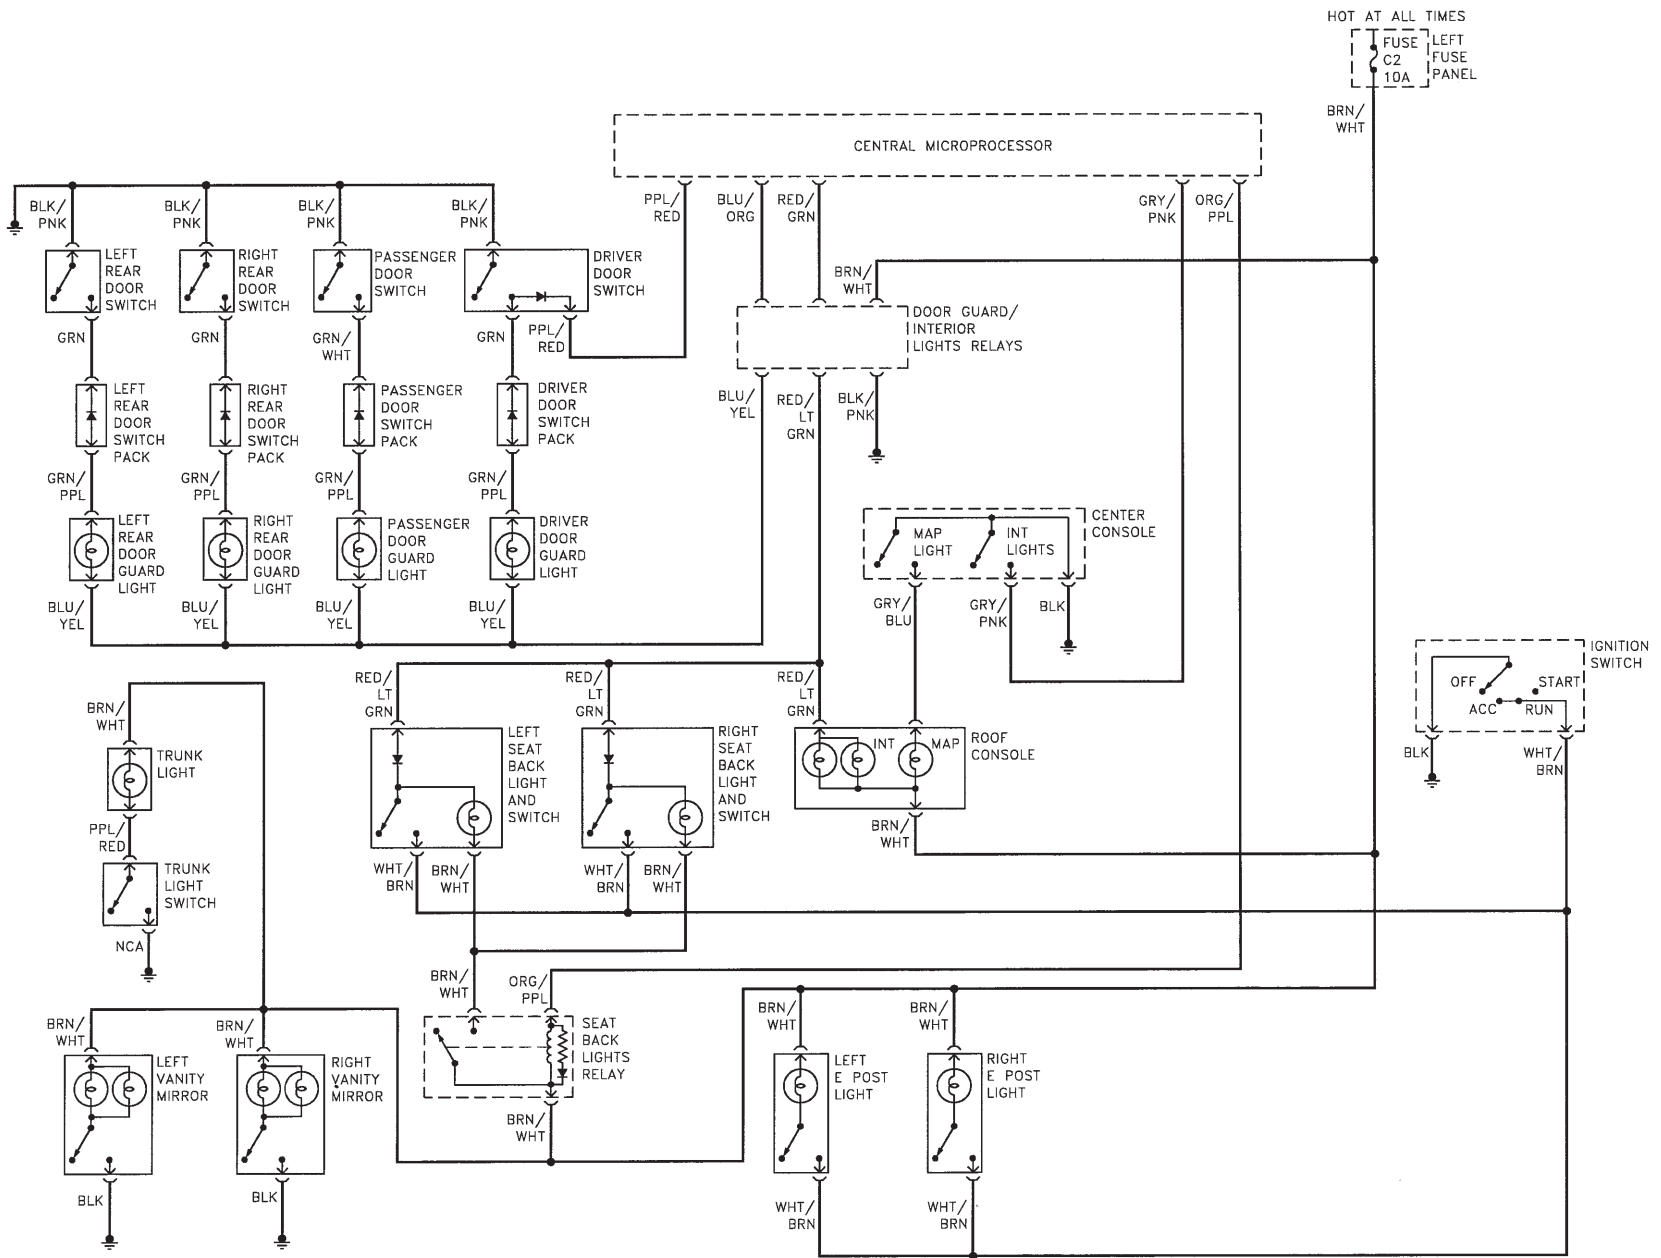 HOT AT ALL TIMES
FUSE
C2
10A
LEFT
FUSE
PANEL
BRN/
WHT
CENTRAL MICROPROCESSOR
BLK/
PNK
BLK/
PNK
BLK/
PNK
BLK/
PNK
PPL/
RED
BLU/
ORG
RED/
GRN
GRY/
PNK
ORG/
PPL
LEFT
REAR
DOOR
SWITCH
RIGHT
REAR
DOOR
SWITCH
PASSENGER
DOOR
SWITCH
DRIVER
DOOR
SWITCH
BRN/
WHT
DOOR GUARD/
INTERIOR
LIGHTS RELAYS
GRN
GRN
GRN/
WHT
GRN
PPL/
RED
LEFT
REAR
DOOR
SWITCH
PACK
RIGHT
REAR
DOOR
SWITCH
PACK
PASSENGER
DOOR
SWITCH
PACK
DRIVER
DOOR
SWITCH
PACK
BLU/
YEL
RED/
LT
GRN
BLK/
PNK
GRN/
PPL
GRN/
PPL
GRN/
PPL
GRN/
PPL
LEFT
REAR
DOOR
GUARD
LIGHT
RIGHT
REAR
DOOR
GUARD
LIGHT
PASSENGER
DOOR
GUARD
LIGHT
DRIVER
DOOR
GUARD
LIGHT
MAP
LIGHT
INT
LIGHTS
CENTER
CONSOLE
BLU/
YEL
BLU/
YEL
BLU/
YEL
BLU/
YEL
GRY/
BLU
GRY/
PNK
BLK
IGNITION
SWITCH
OFF
START
ACC
RUN
BLK
WHT/
BRN
BRN/
WHT
RED/
LT
GRN
RED/
LT
GRN
RED/
LT
GRN
TRUNK
LIGHT
LEFT
SEAT
BACK
LIGHT
AND
SWITCH
RIGHT
SEAT
BACK
LIGHT
AND
SWITCH
INT
MAP
ROOF
CONSOLE
PPL/
RED
BRN/
WHT
TRUNK
LIGHT
SWITCH
WHT/
BRN
BRN/
WHT
WHT/
BRN
BRN/
WHT
NCA
BRN/
WHT
ORG/
PPL
BRN/
WHT
BRN/
WHT
BRN/
WHT
BRN/
WHT
SEAT
BACK
LIGHTS
RELAY
LEFT
VANITY
MIRROR
RIGHT
VANITY
MIRROR
LEFT
E POST
LIGHT
RIGHT
E POST
LIGHT
BRN/
WHT
BLK
BLK
WHT/
BRN
WHT/
BRN